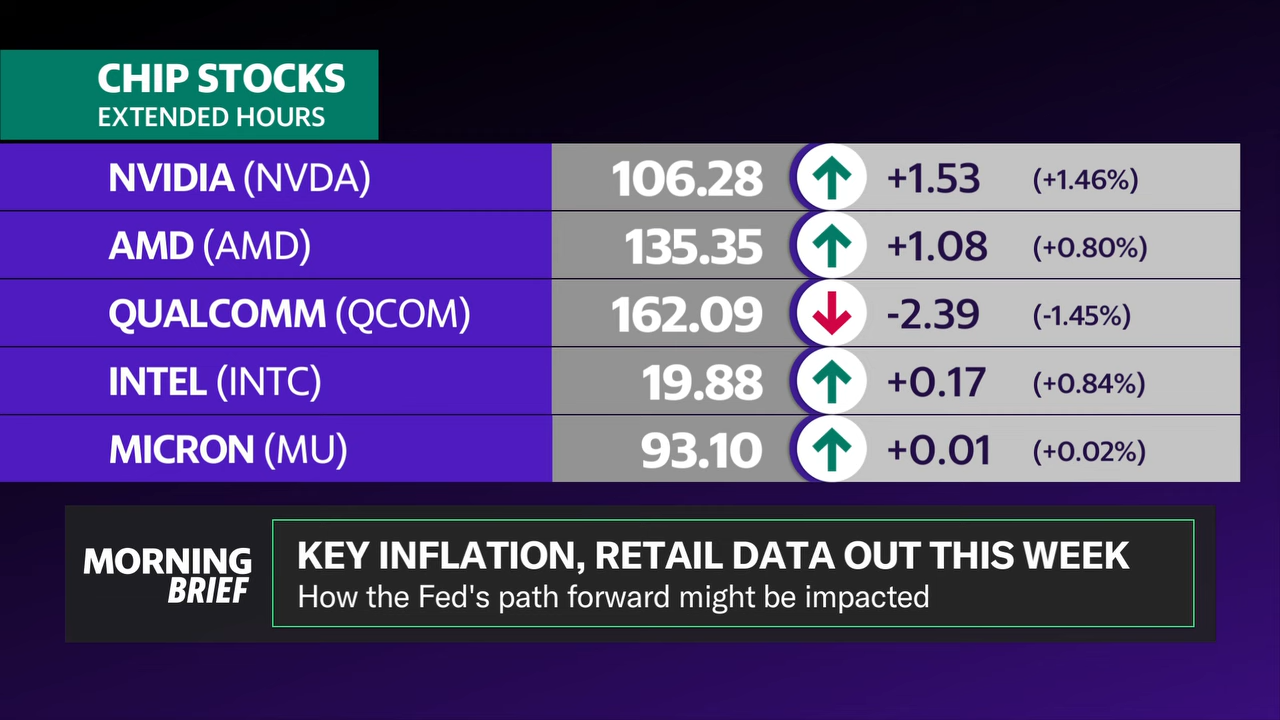 CHIP STOCKS
EXTENDED HOURS
NVIDIA (NVDA) 106.28 +1.53 (+1.46%)
AMD (AMD) 135.35 +1.08 (+0.80%)
QUALCOMM (QCOM) 162.09 -2.39 (-1.45%)
INTEL (INTC) 19.88 +0.17 (+0.84%)
MICRON (MU) 93.10 +0.01 (+0.02%)
MORNING
BRIEF
KEY INFLATION, RETAIL DATA OUT THIS WEEK
How the Fed's path forward might be impacted